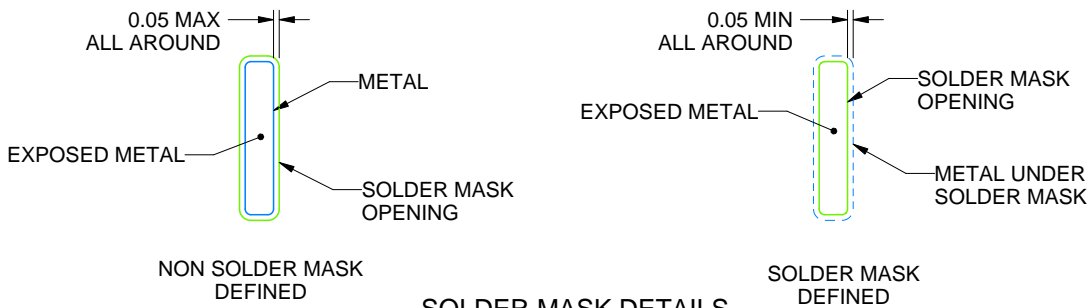 0.05 MAX
ALL AROUND
METAL
EXPOSED METAL
SOLDER MASK
OPENING
NON SOLDER MASK
DEFINED
0.05 MIN
ALL AROUND
SOLDER MASK
OPENING
EXPOSED METAL
METAL UNDER
SOLDER MASK
SOLDER MASK
DEFINED
SOLDER MASK DETAILS